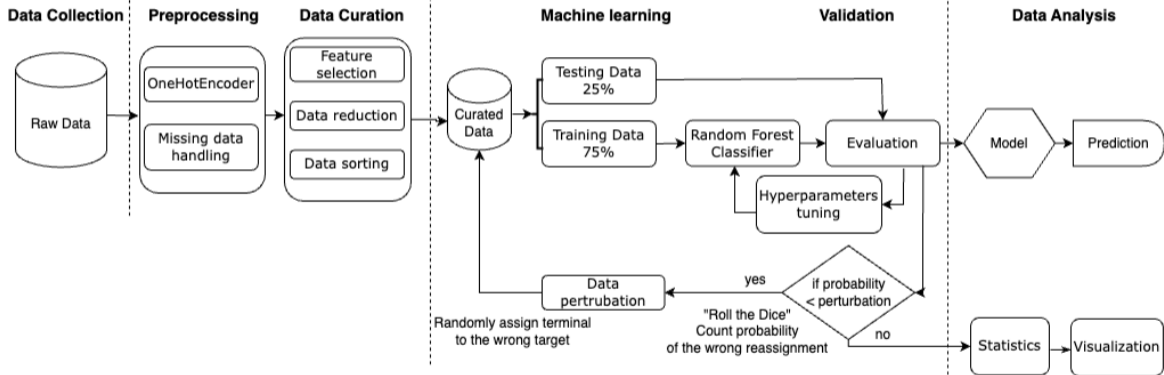 Data Collection
Preprocessing
Data Curation
Machine learning
Validation
Data Analysis
Raw Data
OneHotEncoder
Missing data
handling
Feature
selection
Data reduction
Data sorting
Curated
Data
Testing Data
25%
Training Data
75%
Random Forest
Classifier
Evaluation
Hyperparameters
tuning
Model
Prediction
if probability
< perturbation
yes
Data
pertrubation
Randomly assign terminal
to the wrong target
"Roll the Dice"
Count probability
of the wrong reassignment
no
Statistics
Visualization